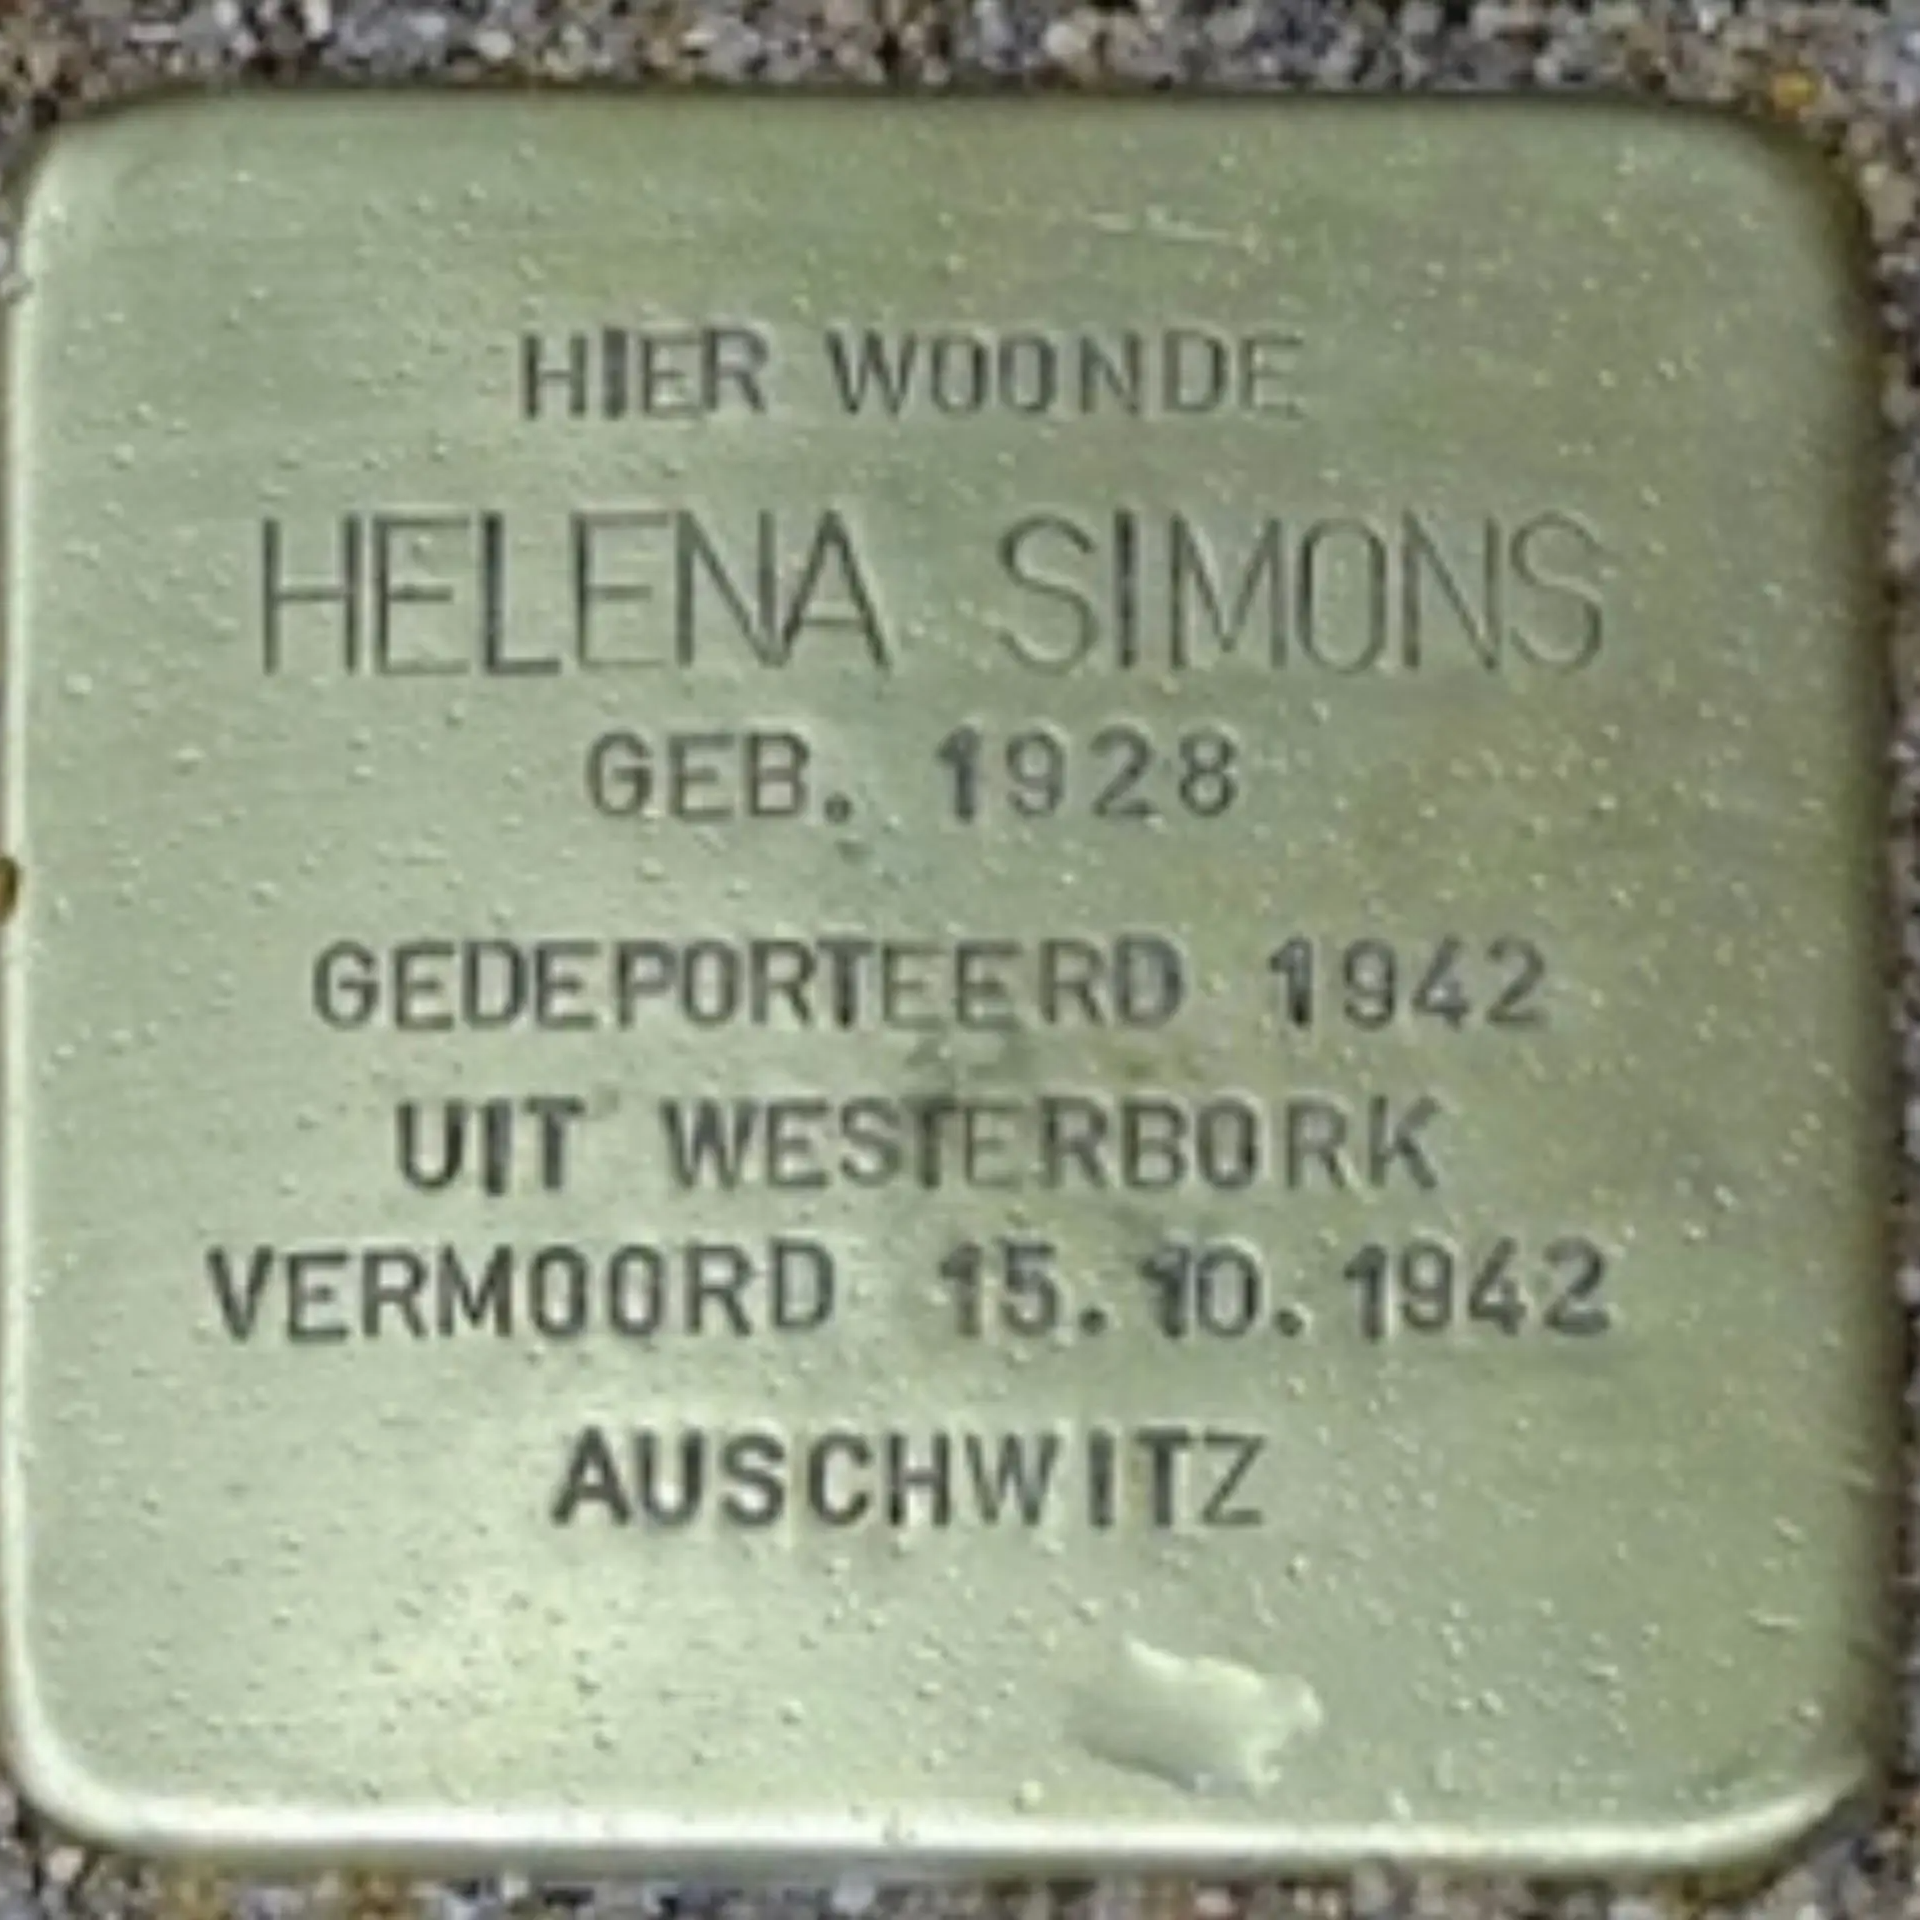 HIER WOONDE
HELENA SIMONS
GEB. 1928
GEDEPORTEERD 1942
UIT WESTERBORK
VERMOORD 15.10.1942
AUSCHWITZ